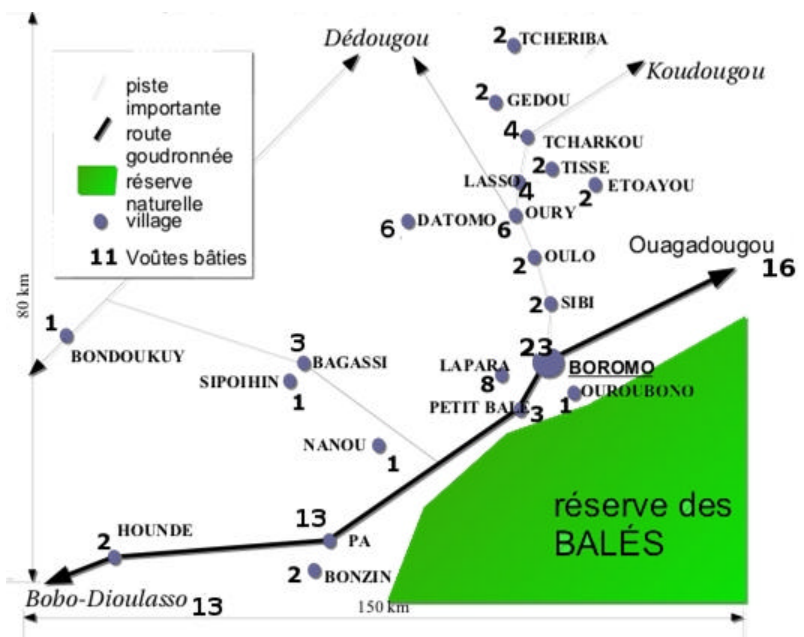 Dédougou
2 TCHERIBA
Koudougou
2 GEDOU
4 TCHARKOU
piste
importante
route
goudronnée
réserve
naturelle
village
11 Voûtes bâties
2 TISSE
LASSO 4
2 ETOAYOU
6 DATOMO
6 OURY
Ouagadougou
16
2 OULO
2 SIBI
80 km
1
BONDOUKUY
3
BAGASSI
SIPOIHIN
1
23
BOROMO
LAPARA
8
OUROUBONO
1
PETIT BALE
3
NANOU
1
réserve des
BALÉS
13
PA
HOUNDE
2
2 BONZIN
Bobo-Dioulasso 13
150 km